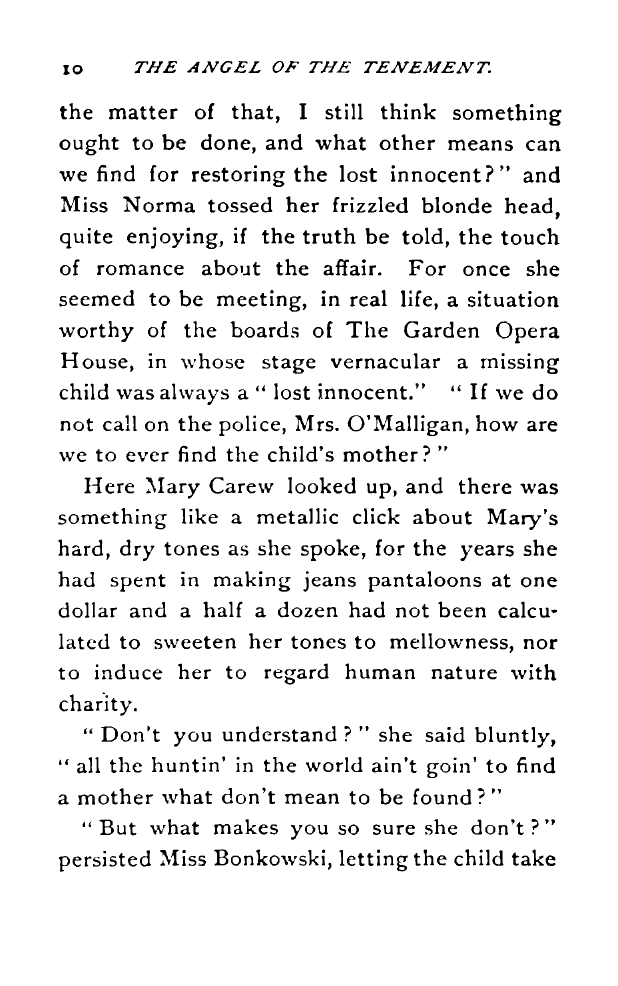 10 THE ANGEL OF THE TENEMENT.
the matter of that, I still think something
ought to be done, and what other means can
we find for restoring the lost innocent?" and
Miss Norma tossed her frizzled blonde head,
quite enjoying, if the truth be told, the touch
of romance about the affair. For once she
seemed to be meeting, in real life, a situation
worthy of the boards of The Garden Opera
House, in whose stage vernacular a missing
child was always a "lost innocent." "If we do
not call on the police, Mrs. O'Malligan, how are
we to ever find the child's mother?"
Here Mary Carew looked up, and there was
something like a metallic click about Mary's
hard, dry tones as she spoke, for the years she
had spent in making jeans pantaloons at one
dollar and a half a dozen had not been calcu-
lated to sweeten her tones to mellowness, nor
to induce her to regard human nature with
charity.
"Don't you understand?" she said bluntly,
"all the huntin' in the world ain't goin' to find
a mother what don't mean to be found?"
"But what makes you so sure she don't?"
persisted Miss Bonkowski, letting the child take